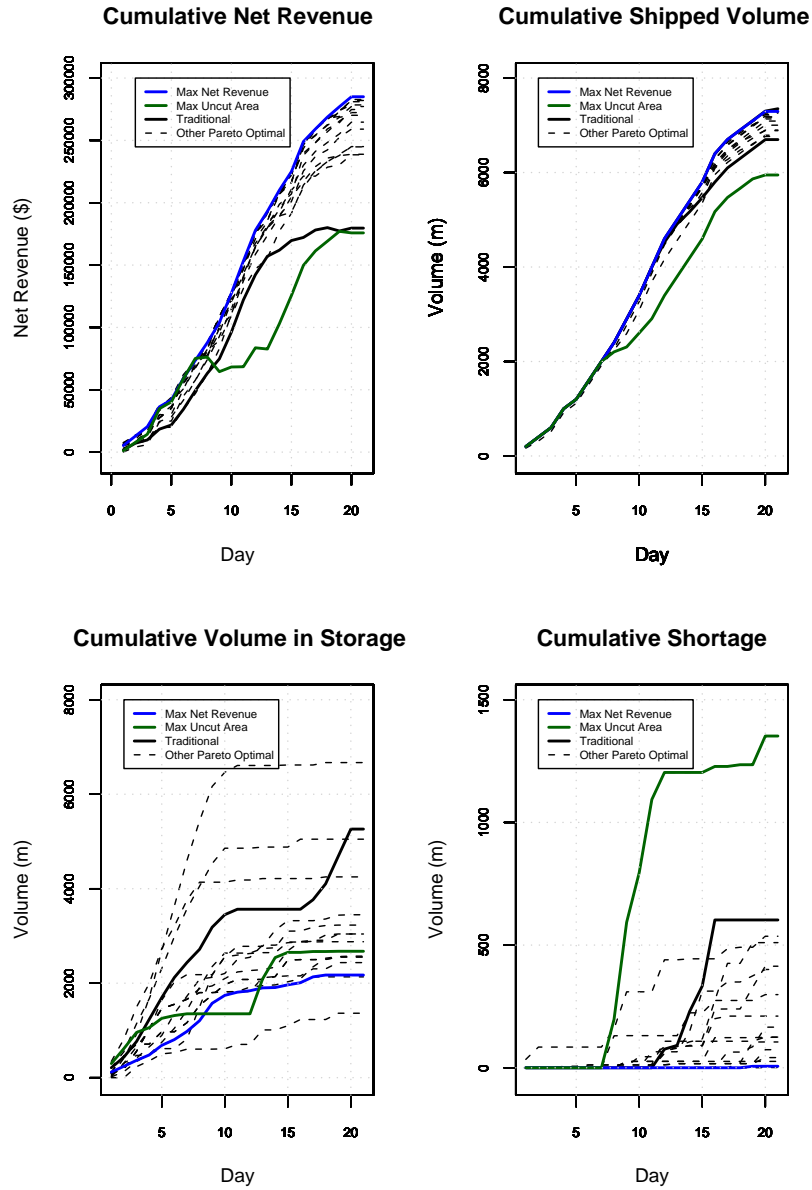 Cumulative Net Revenue
300000
250000
200000
150000
100000
50000
0
Net Revenue ($)
Max Net Revenue
Max Uncut Area
Traditional
Other Pareto Optimal
0 5 10 15 20
Day
Cumulative Shipped Volume
8000
6000
4000
2000
0
Volume (m)
Max Net Revenue
Max Uncut Area
Traditional
Other Pareto Optimal
5 10 15 20
Day
Cumulative Volume in Storage
8000
6000
4000
2000
0
Volume (m)
Max Net Revenue
Max Uncut Area
Traditional
Other Pareto Optimal
5 10 15 20
Day
Cumulative Shortage
1500
1000
500
0
Volume (m)
Max Net Revenue
Max Uncut Area
Traditional
Other Pareto Optimal
5 10 15 20
Day